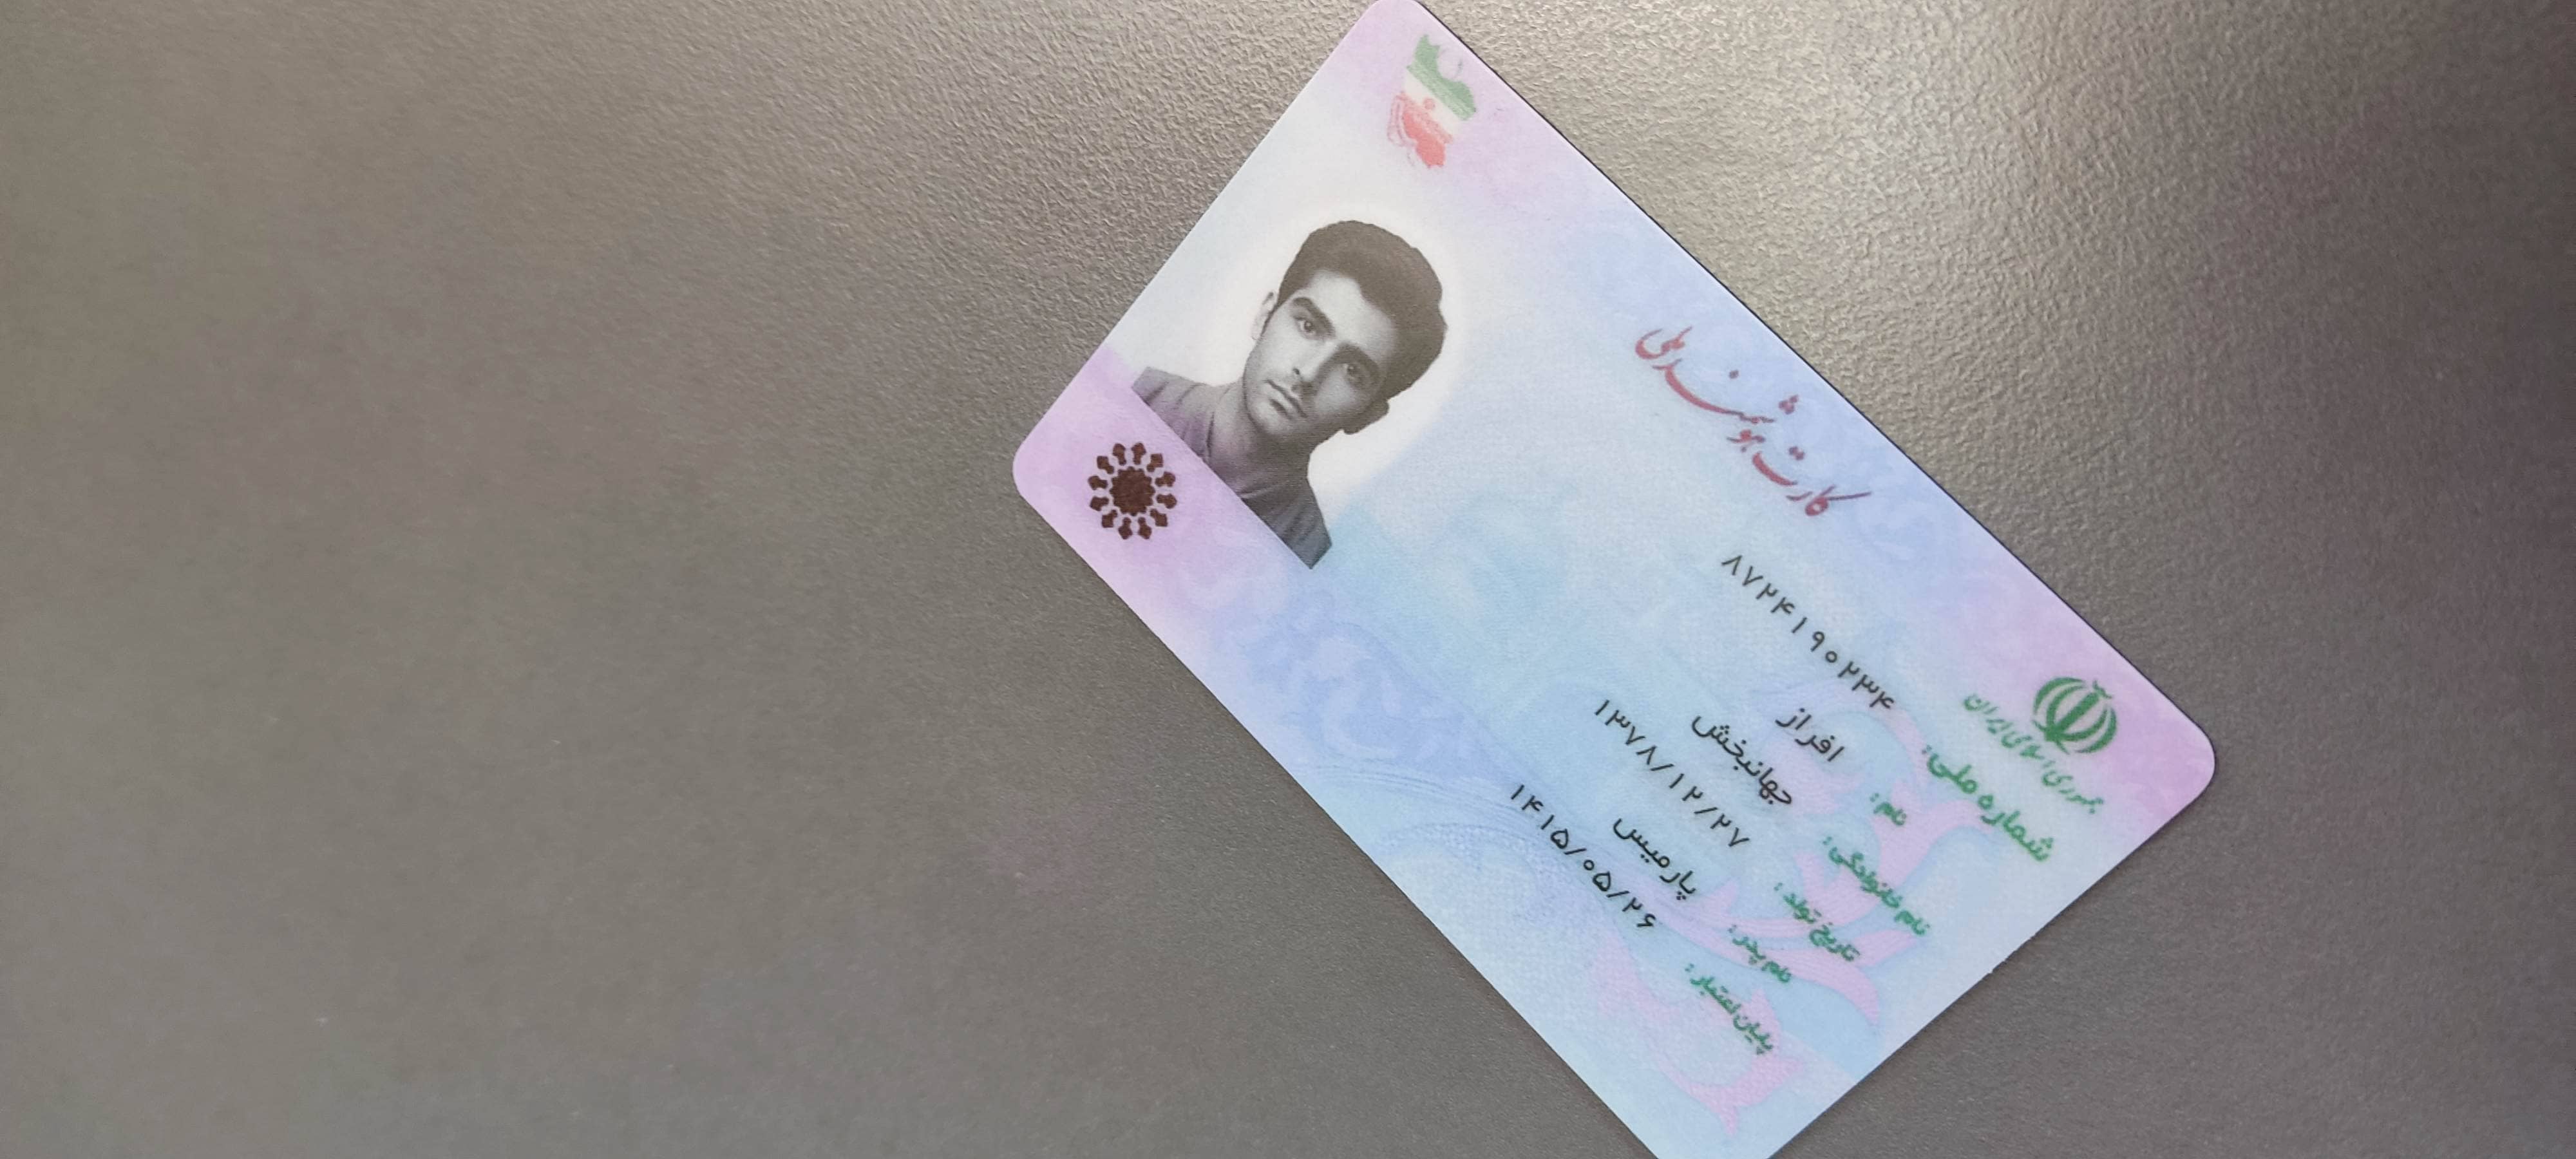 جمهوری اسلامی ایران
کارت هوشمند ملی
شماره ملی: ۸۷۲۴۱۹۰۲۳۴
نام: افراز
نام خانوادگی: جهانبخش
تاریخ تولد: ۱۳۷۸/۱۲/۲۷
نام پدر: پارمیس
پایان اعتبار: ۱۴۱۵/۰۵/۲۶